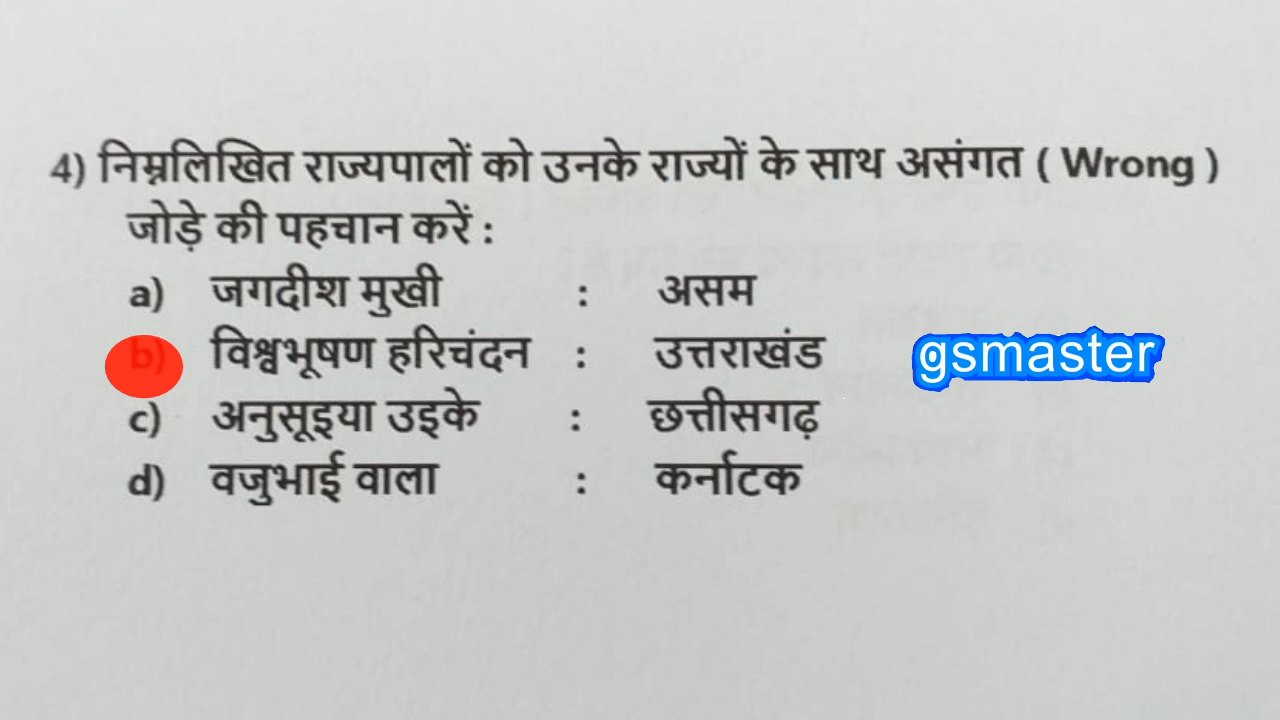 4) निम्नलिखित राज्यपालों को उनके राज्यों के साथ असंगत ( Wrong )
जोड़े की पहचान करें :
a) जगदीश मुखी : असम
b) विश्वभूषण हरिचंदन : उत्तराखंड
gsmaster
c) अनुसूइया उइके : छत्तीसगढ़
d) वजुभाई वाला : कर्नाटक